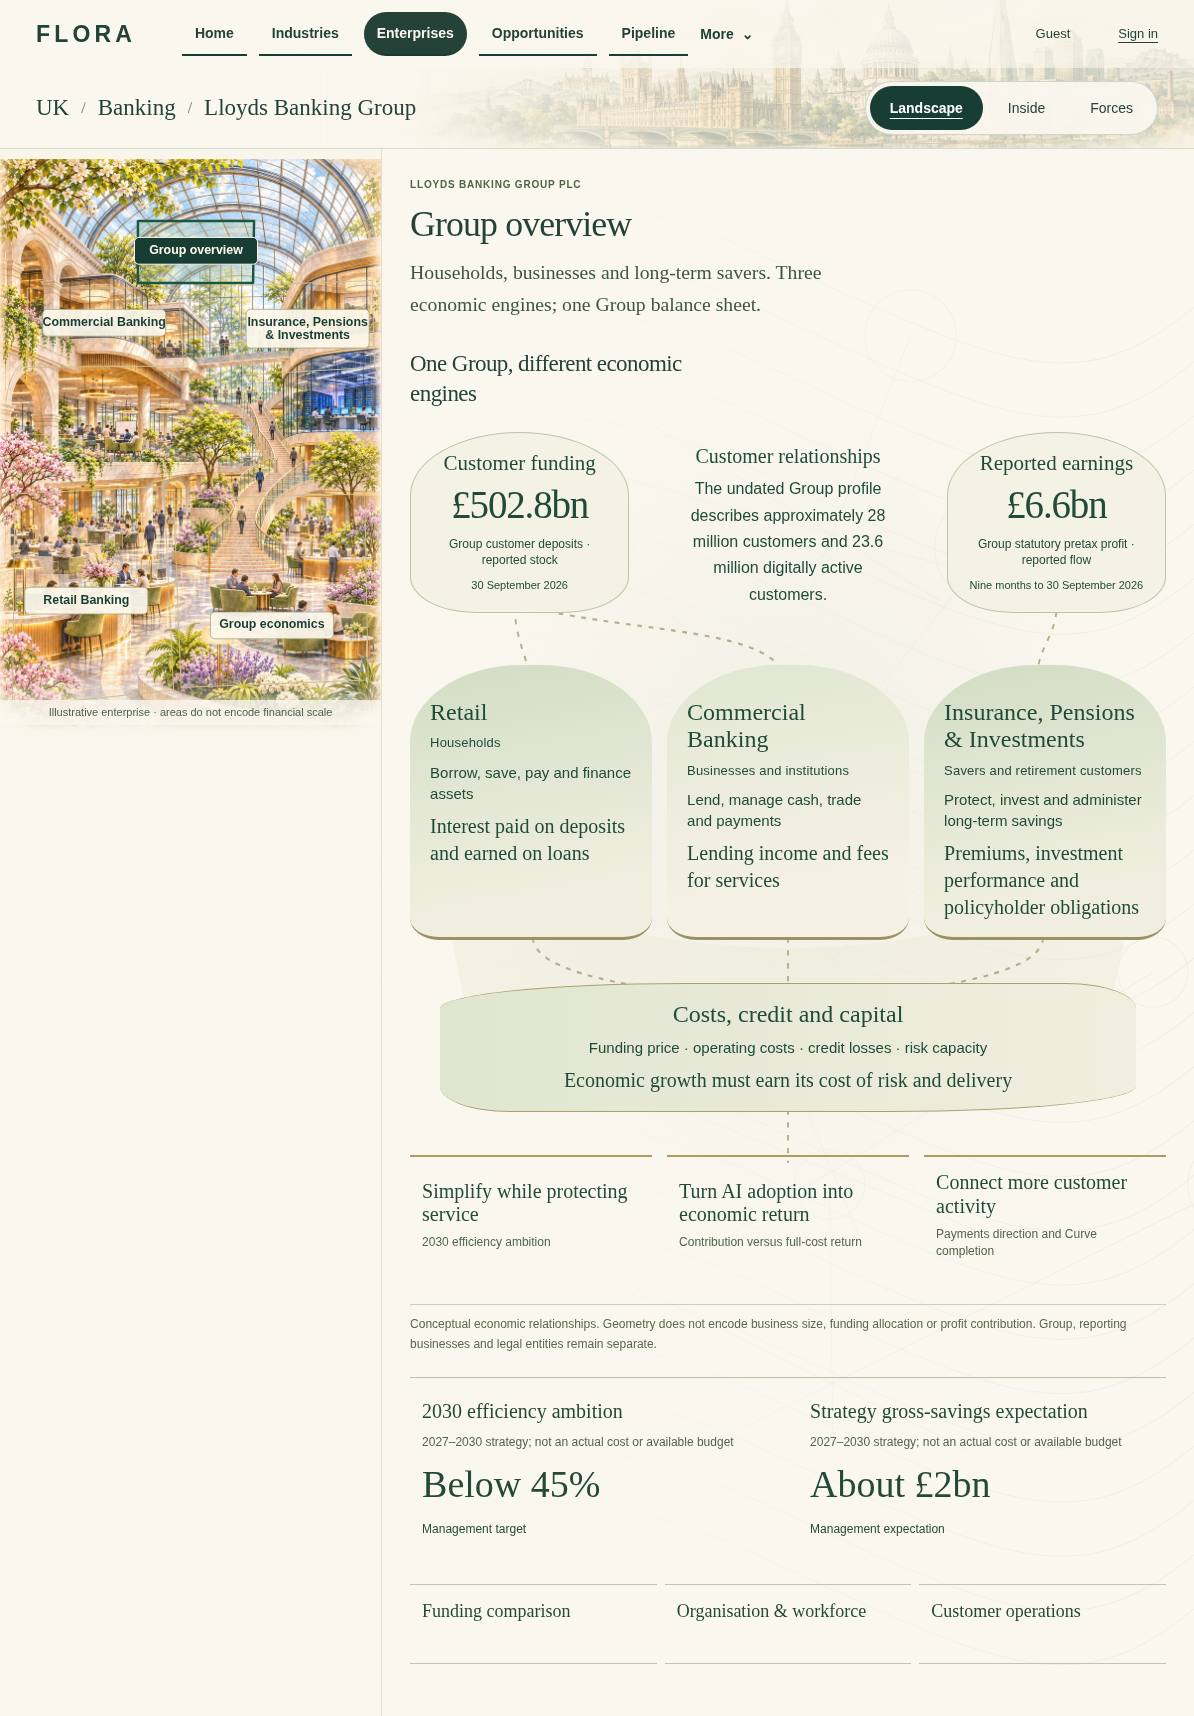 FLORA
Home
Industries
Enterprises
Opportunities
Pipeline
More
Guest
Sign in
UK / Banking / Lloyds Banking Group
Landscape
Inside
Forces
Group overview
Commercial Banking
Insurance, Pensions
& Investments
Retail Banking
Group economics
Illustrative enterprise · areas do not encode financial scale
LLOYDS BANKING GROUP PLC
Group overview
Households, businesses and long-term savers. Three
economic engines; one Group balance sheet.
One Group, different economic
engines
Customer funding
£502.8bn
Group customer deposits ·
reported stock
30 September 2026
Customer relationships
The undated Group profile
describes approximately 28
million customers and 23.6
million digitally active
customers.
Reported earnings
£6.6bn
Group statutory pretax profit ·
reported flow
Nine months to 30 September 2026
Retail
Households
Borrow, save, pay and finance
assets
Interest paid on deposits
and earned on loans
Commercial
Banking
Businesses and institutions
Lend, manage cash, trade
and payments
Lending income and fees
for services
Insurance, Pensions
& Investments
Savers and retirement customers
Protect, invest and administer
long-term savings
Premiums, investment
performance and
policyholder obligations
Costs, credit and capital
Funding price · operating costs · credit losses · risk capacity
Economic growth must earn its cost of risk and delivery
Simplify while protecting
service
2030 efficiency ambition
Turn AI adoption into
economic return
Contribution versus full-cost return
Connect more customer
activity
Payments direction and Curve
completion
Conceptual economic relationships. Geometry does not encode business size, funding allocation or profit contribution. Group, reporting
businesses and legal entities remain separate.
2030 efficiency ambition
2027–2030 strategy; not an actual cost or available budget
Below 45%
Management target
Strategy gross-savings expectation
2027–2030 strategy; not an actual cost or available budget
About £2bn
Management expectation
Funding comparison
Organisation & workforce
Customer operations